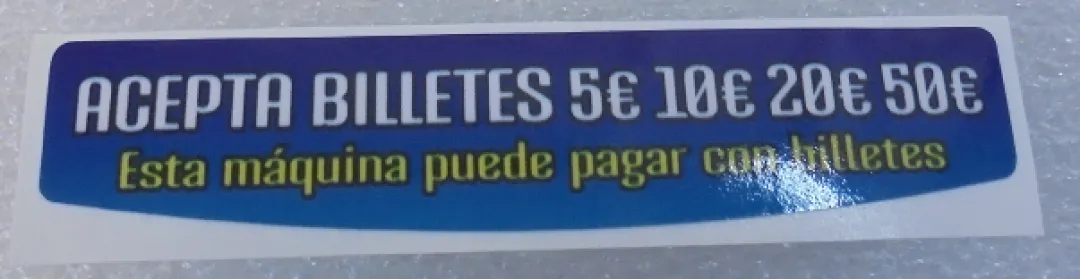 ACEPTA BILLETES 5€ 10€ 20€ 50€
Esta máquina puede pagar con billetes